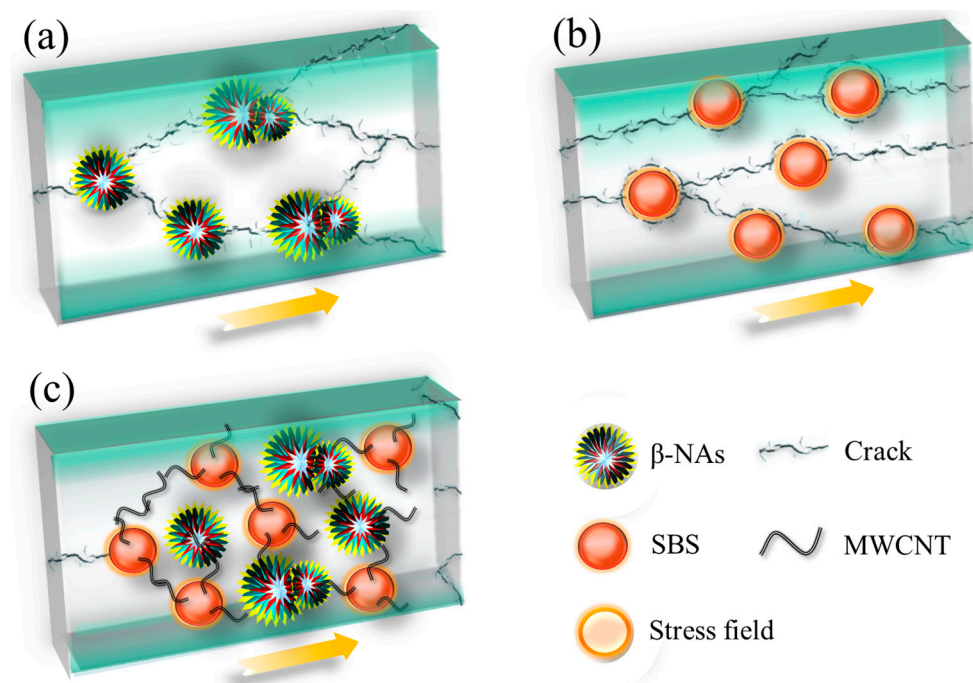 (a)
(b)
(c)
β-NAs
Crack
SBS
MWCNT
Stress field